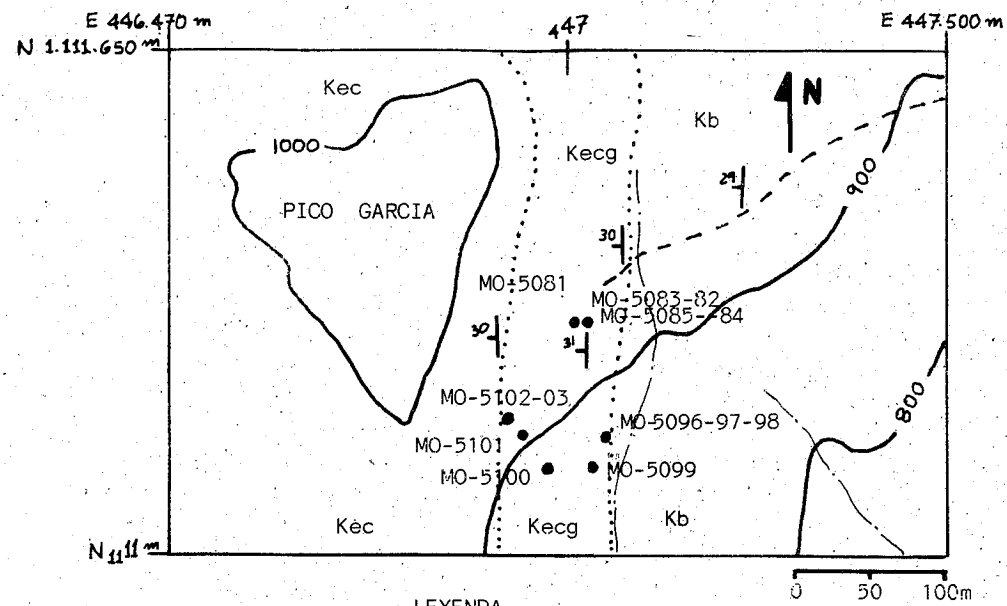 E 446.470 m
447
E 447.500 m
N 1.111.650 m
Kec
1000
PICO GARCIA
Kecg
Kb
N
29
900
30
MO-5081
MO-5083-82
MO-5085-84
30
31
MO-5102-03
MO-5101
MO-5100
MO-5096-97-98
MO-5099
800
Kec
Kecg
Kb
N 1111 m
0 50 100m
LEYENDA